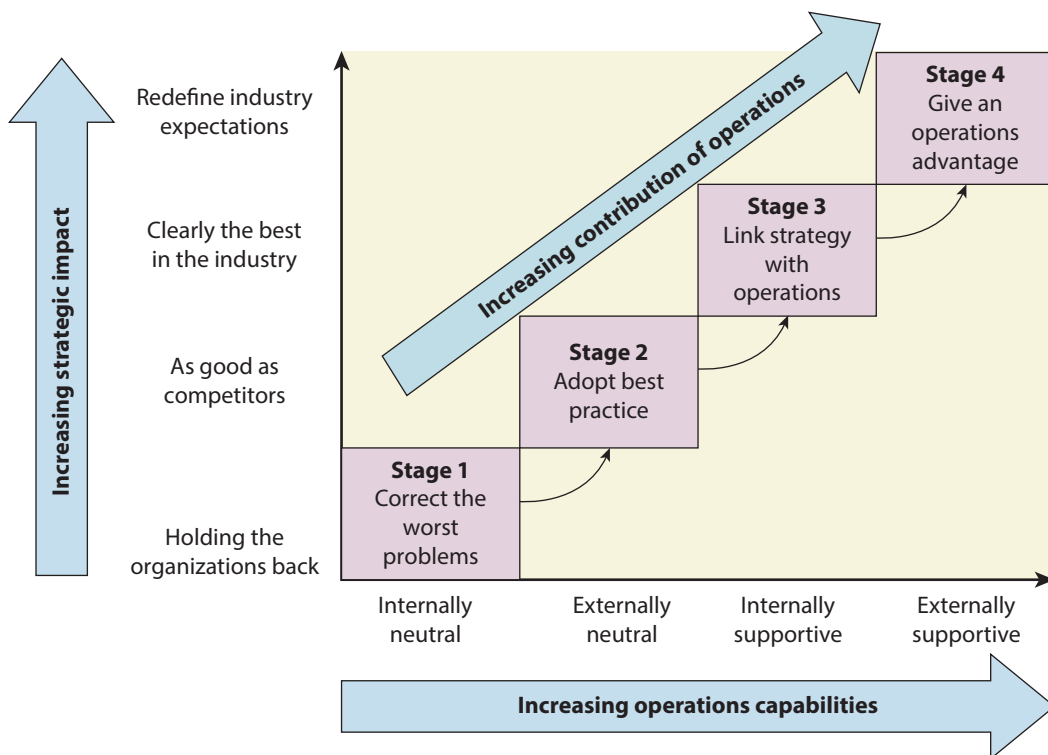 Increasing strategic impact
Redefine industry
expectations
Clearly the best
in the industry
As good as
competitors
Holding the
organizations back
Increasing contribution of operations
Stage 4
Give an
operations
advantage
Stage 3
Link strategy
with
operations
Stage 2
Adopt best
practice
Stage 1
Correct the
worst
problems
Internally
neutral
Externally
neutral
Internally
supportive
Externally
supportive
Increasing operations capabilities